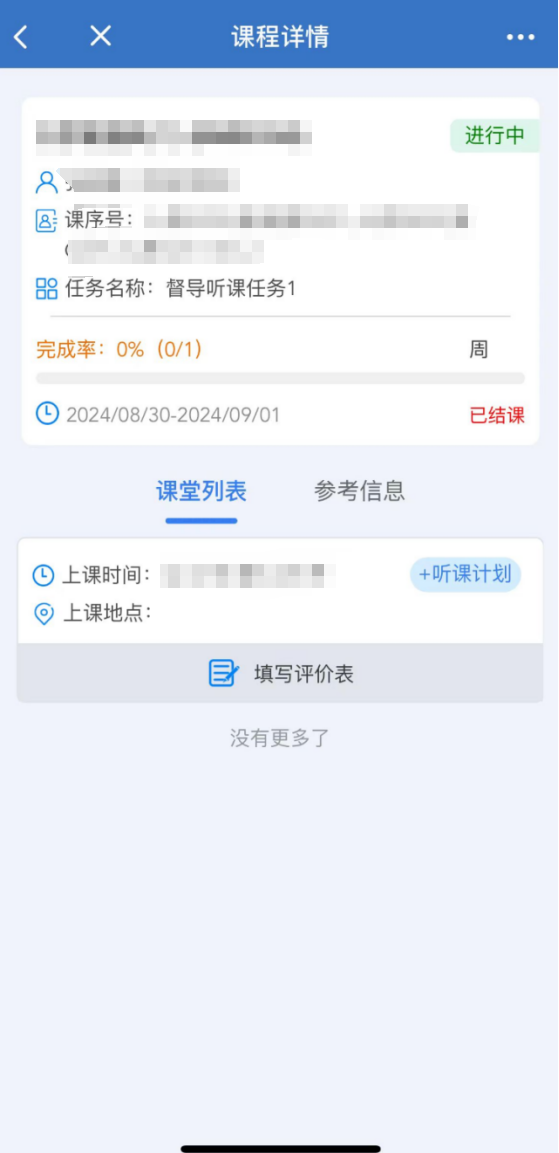 课程详情
进行中
课序号：
任务名称：督导听课任务1
完成率：0%（0/1）
周
2024/08/30-2024/09/01
已结课
课堂列表
参考信息
上课时间：
+听课计划
上课地点：
填写评价表
没有更多了